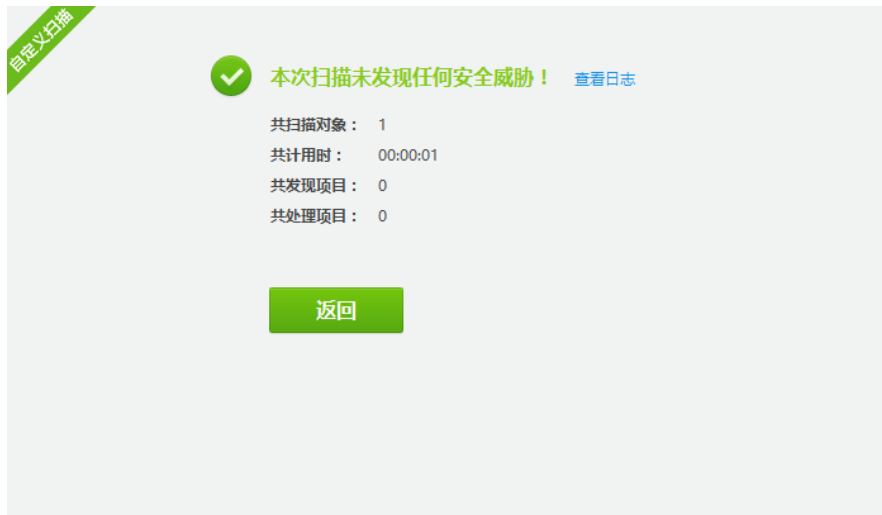 自定义扫描
本次扫描未发现任何安全威胁！ 查看日志
共扫描对象： 1
共计用时： 00:00:01
共发现项目： 0
共处理项目： 0
返回